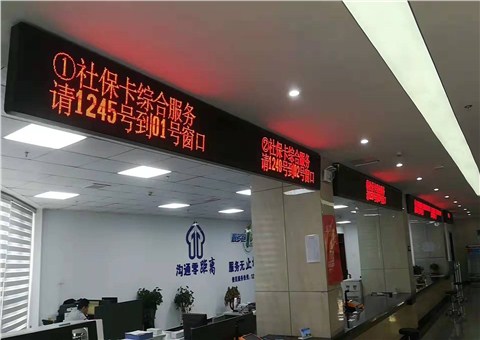 ①社保卡综合服务
请1245号到01号窗口
②社保卡综合服务
请1240号到02号窗口
沟通零距离
服务无止